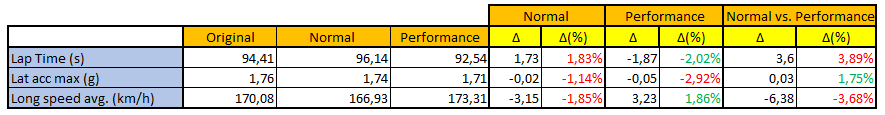 Normal Performance Normal vs. Performance
Original Normal Performance Δ Δ(%) Δ Δ(%) Δ Δ(%)
Lap Time (s) 94,41 96,14 92,54 1,73 1,83% -1,87 -2,02% 3,6 3,89%
Lat acc max (g) 1,76 1,74 1,71 -0,02 -1,14% -0,05 -2,92% 0,03 1,75%
Long speed avg. (km/h) 170,08 166,93 173,31 -3,15 -1,85% 3,23 1,86% -6,38 -3,68%